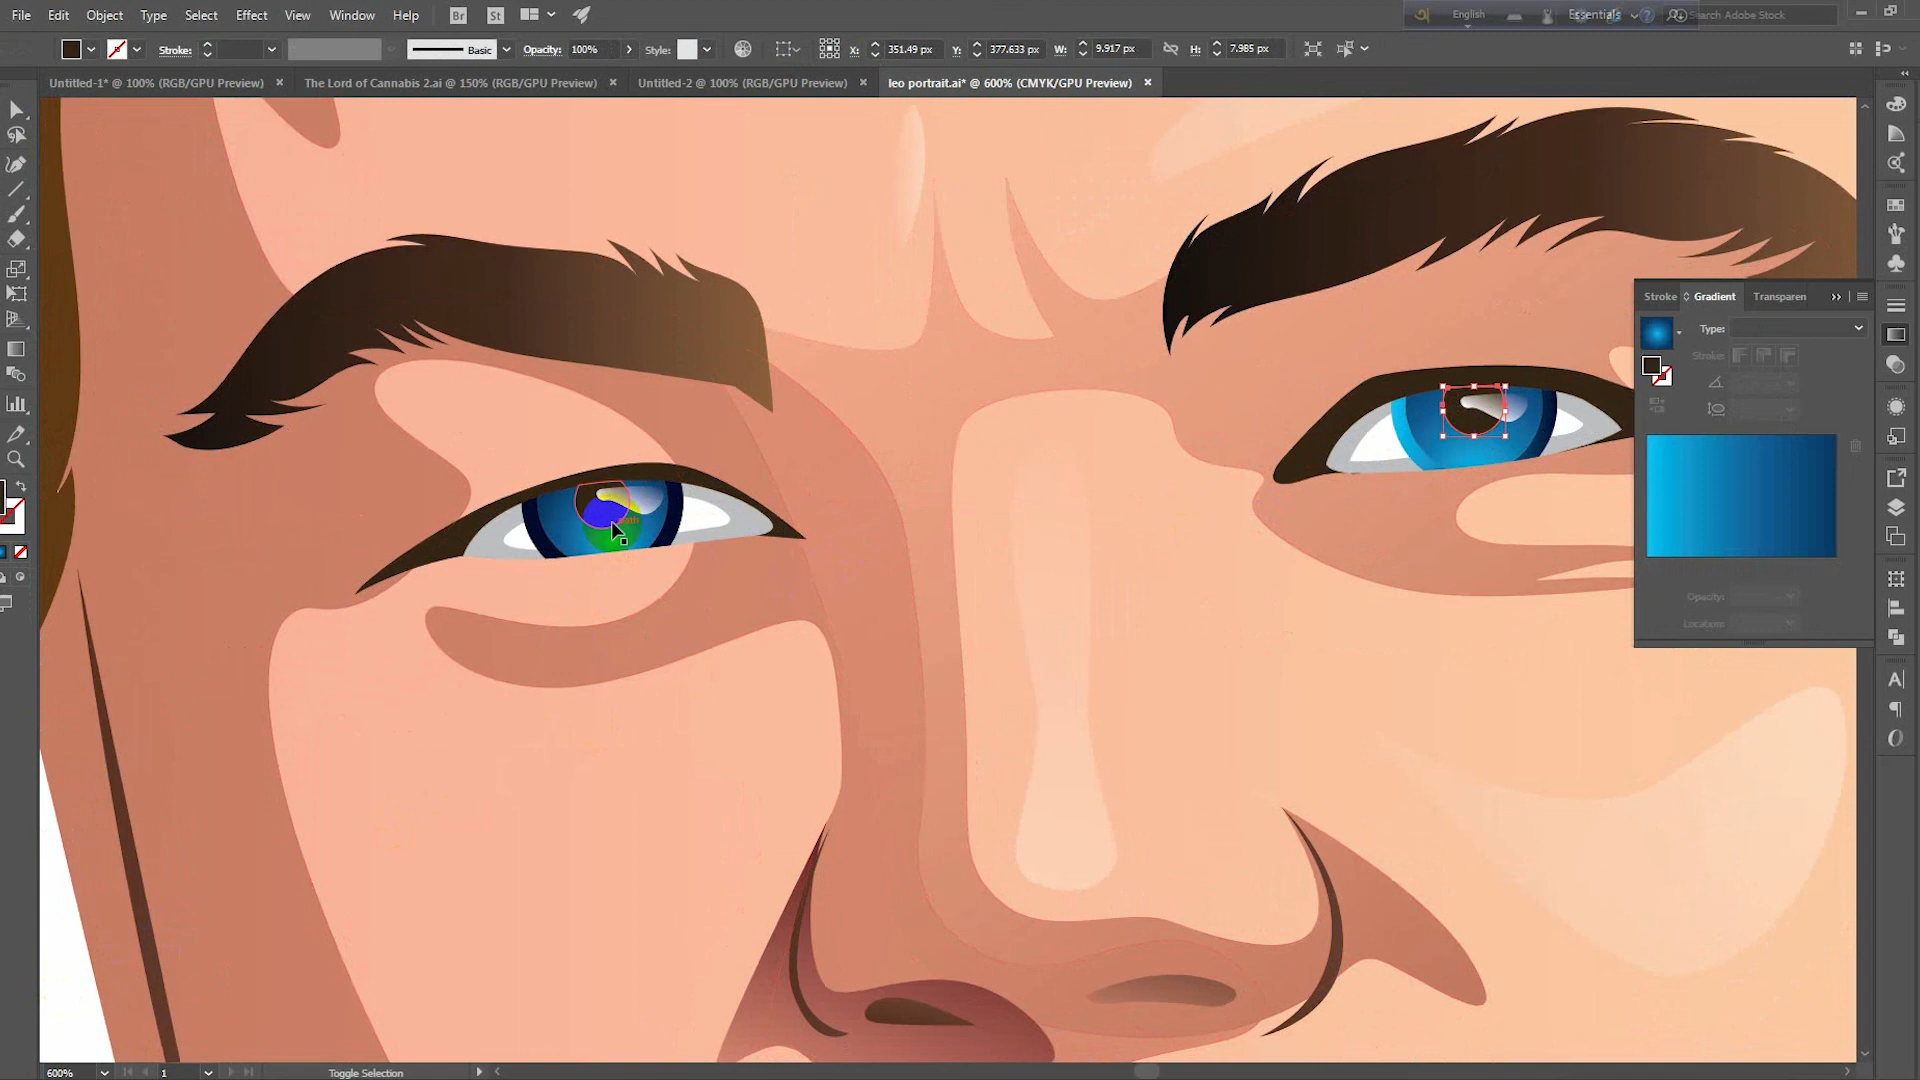 File Edit Object Type Select Effect View Window Help Br St English Essentials Search Adobe Stock
Stroke: Basic Opacity: 100% Style: X: 351.49 px Y: 377.633 px W: 9.917 px H: 7.985 px
Untitled-1* @ 100% (RGB/GPU Preview) The Lord of Cannabis 2.ai @ 150% (RGB/GPU Preview) Untitled-2 @ 100% (RGB/GPU Preview) leo portrait.ai* @ 600% (CMYK/GPU Preview)
Stroke Gradient Transparen
Type:
Stroke:
path
Opacity:
Location:
600% 1 Toggle Selection